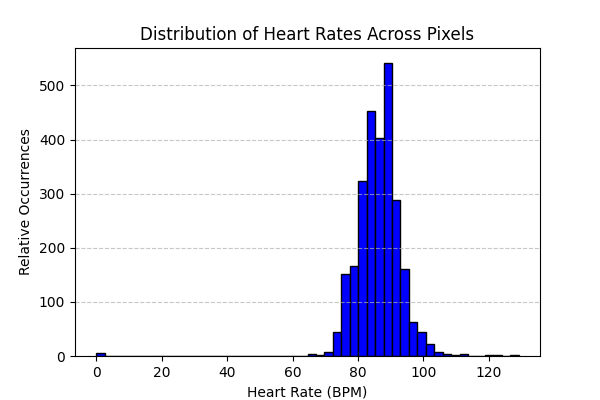 Distribution of Heart Rates Across Pixels
Relative Occurrences
500
400
300
200
100
0
0 20 40 60 80 100 120
Heart Rate (BPM)